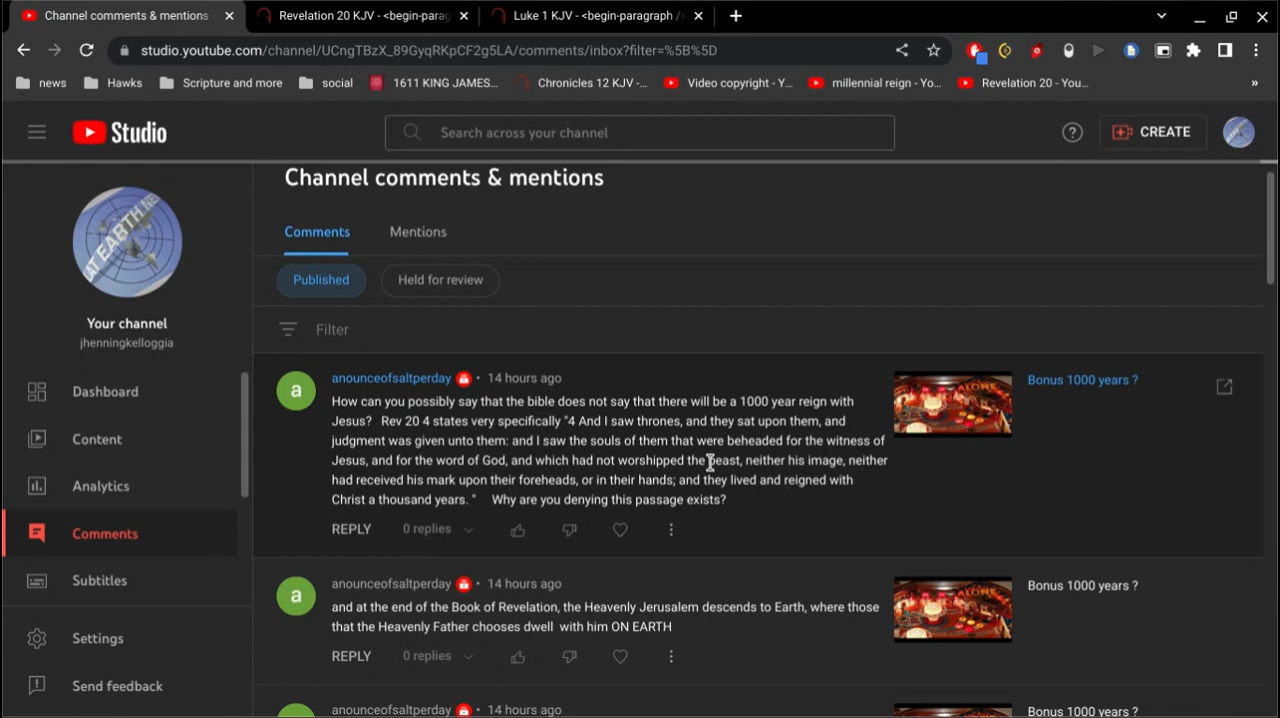 Channel comments & mentions
Revelation 20 KJV - <begin-parag
Luke 1 KJV - <begin-paragraph />
studio.youtube.com/channel/UCngTBzX_89GyqRKpCF2g5LA/comments/inbox?filter=%5B%5D
news
Hawks
Scripture and more
social
1611 KING JAMES...
Chronicles 12 KJV -...
Video copyright - Y...
millennial reign - Yo...
Revelation 20 - You...
»
Studio
Search across your channel
CREATE
Channel comments & mentions
Comments
Mentions
Published
Held for review
Filter
Your channel
jhenningkelloggia
Dashboard
Content
Analytics
Comments
Subtitles
Settings
Send feedback
a
anounceofsaltperday • 14 hours ago
How can you possibly say that the bible does not say that there will be a 1000 year reign with
Jesus? Rev 20 4 states very specifically "4 And I saw thrones, and they sat upon them, and
judgment was given unto them: and I saw the souls of them that were beheaded for the witness of
Jesus, and for the word of God, and which had not worshipped the beast, neither his image, neither
had received his mark upon their foreheads, or in their hands; and they lived and reigned with
Christ a thousand years. " Why are you denying this passage exists?
REPLY
0 replies
ALONE
Bonus 1000 years ?
a
anounceofsaltperday • 14 hours ago
and at the end of the Book of Revelation, the Heavenly Jerusalem descends to Earth, where those
that the Heavenly Father chooses dwell with him ON EARTH
REPLY
0 replies
ALONE
Bonus 1000 years ?
anounceofsaltperday • 14 hours ago
Bonus 1000 years ?